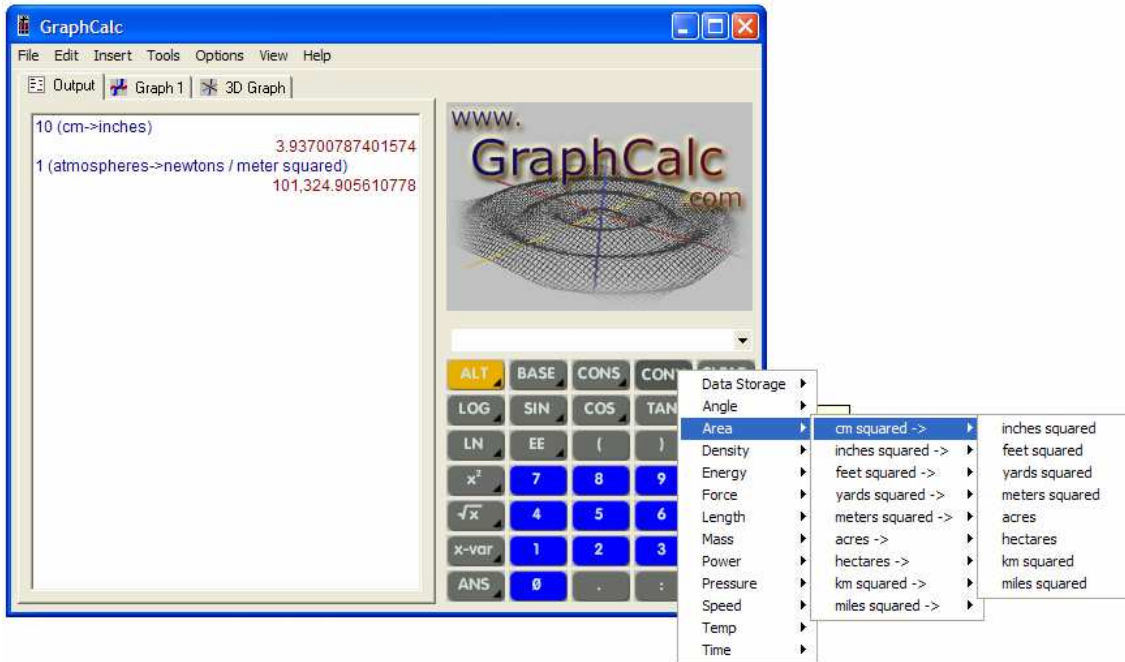 GraphCalc
File Edit Insert Tools Options View Help
Output Graph 1 3D Graph
10 (cm->inches)
3.93700787401574
1 (atmospheres->newtons / meter squared)
101,324.905610778
www.
GraphCalc
.com
ALT BASE CONS CONV
LOG SIN COS TAN
LN EE ( )
x² 7 8 9
√x 4 5 6
x-var 1 2 3
ANS 0 . :
Data Storage
Angle
Area
Density
Energy
Force
Length
Mass
Power
Pressure
Speed
Temp
Time
cm squared ->
inches squared ->
feet squared ->
yards squared ->
meters squared ->
acres ->
hectares ->
km squared ->
miles squared ->
inches squared
feet squared
yards squared
meters squared
acres
hectares
km squared
miles squared